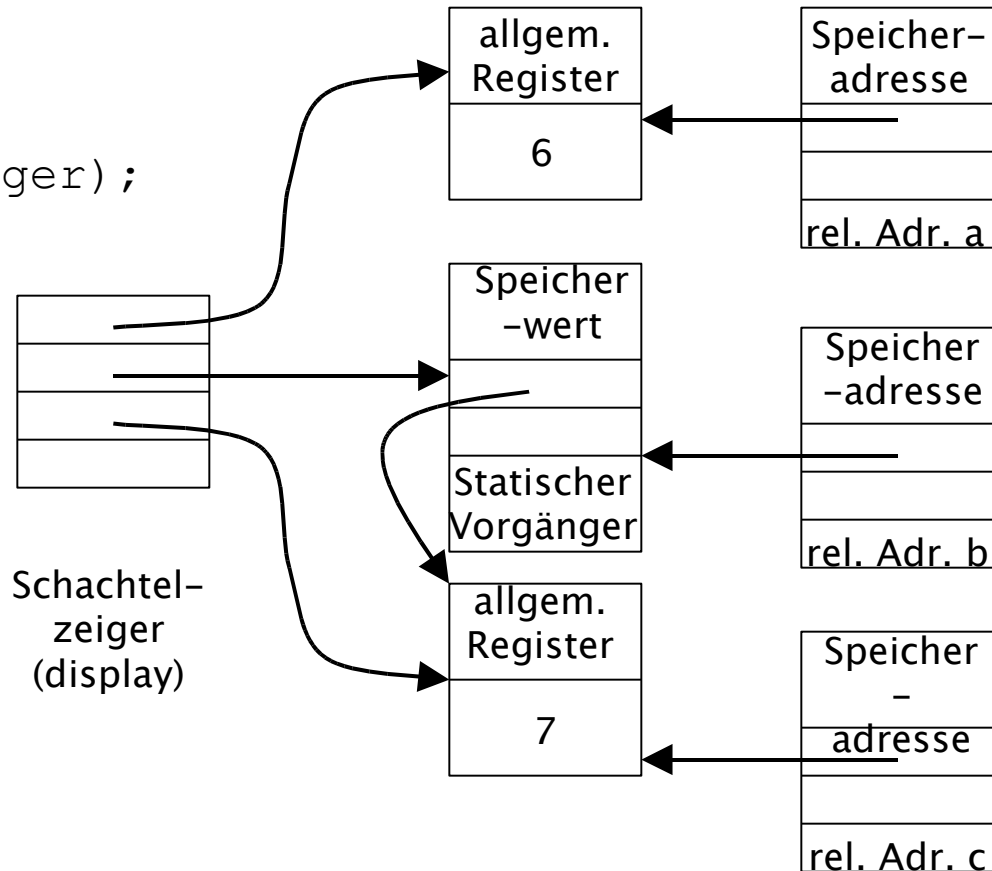 ger);
Schachtel-
zeiger
(display)
allgem.
Register
6
Speicher
-wert
Statischer
Vorgänger
allgem.
Register
7
Speicher-
adresse
rel. Adr. a
Speicher
-adresse
rel. Adr. b
Speicher
-
adresse
rel. Adr. c